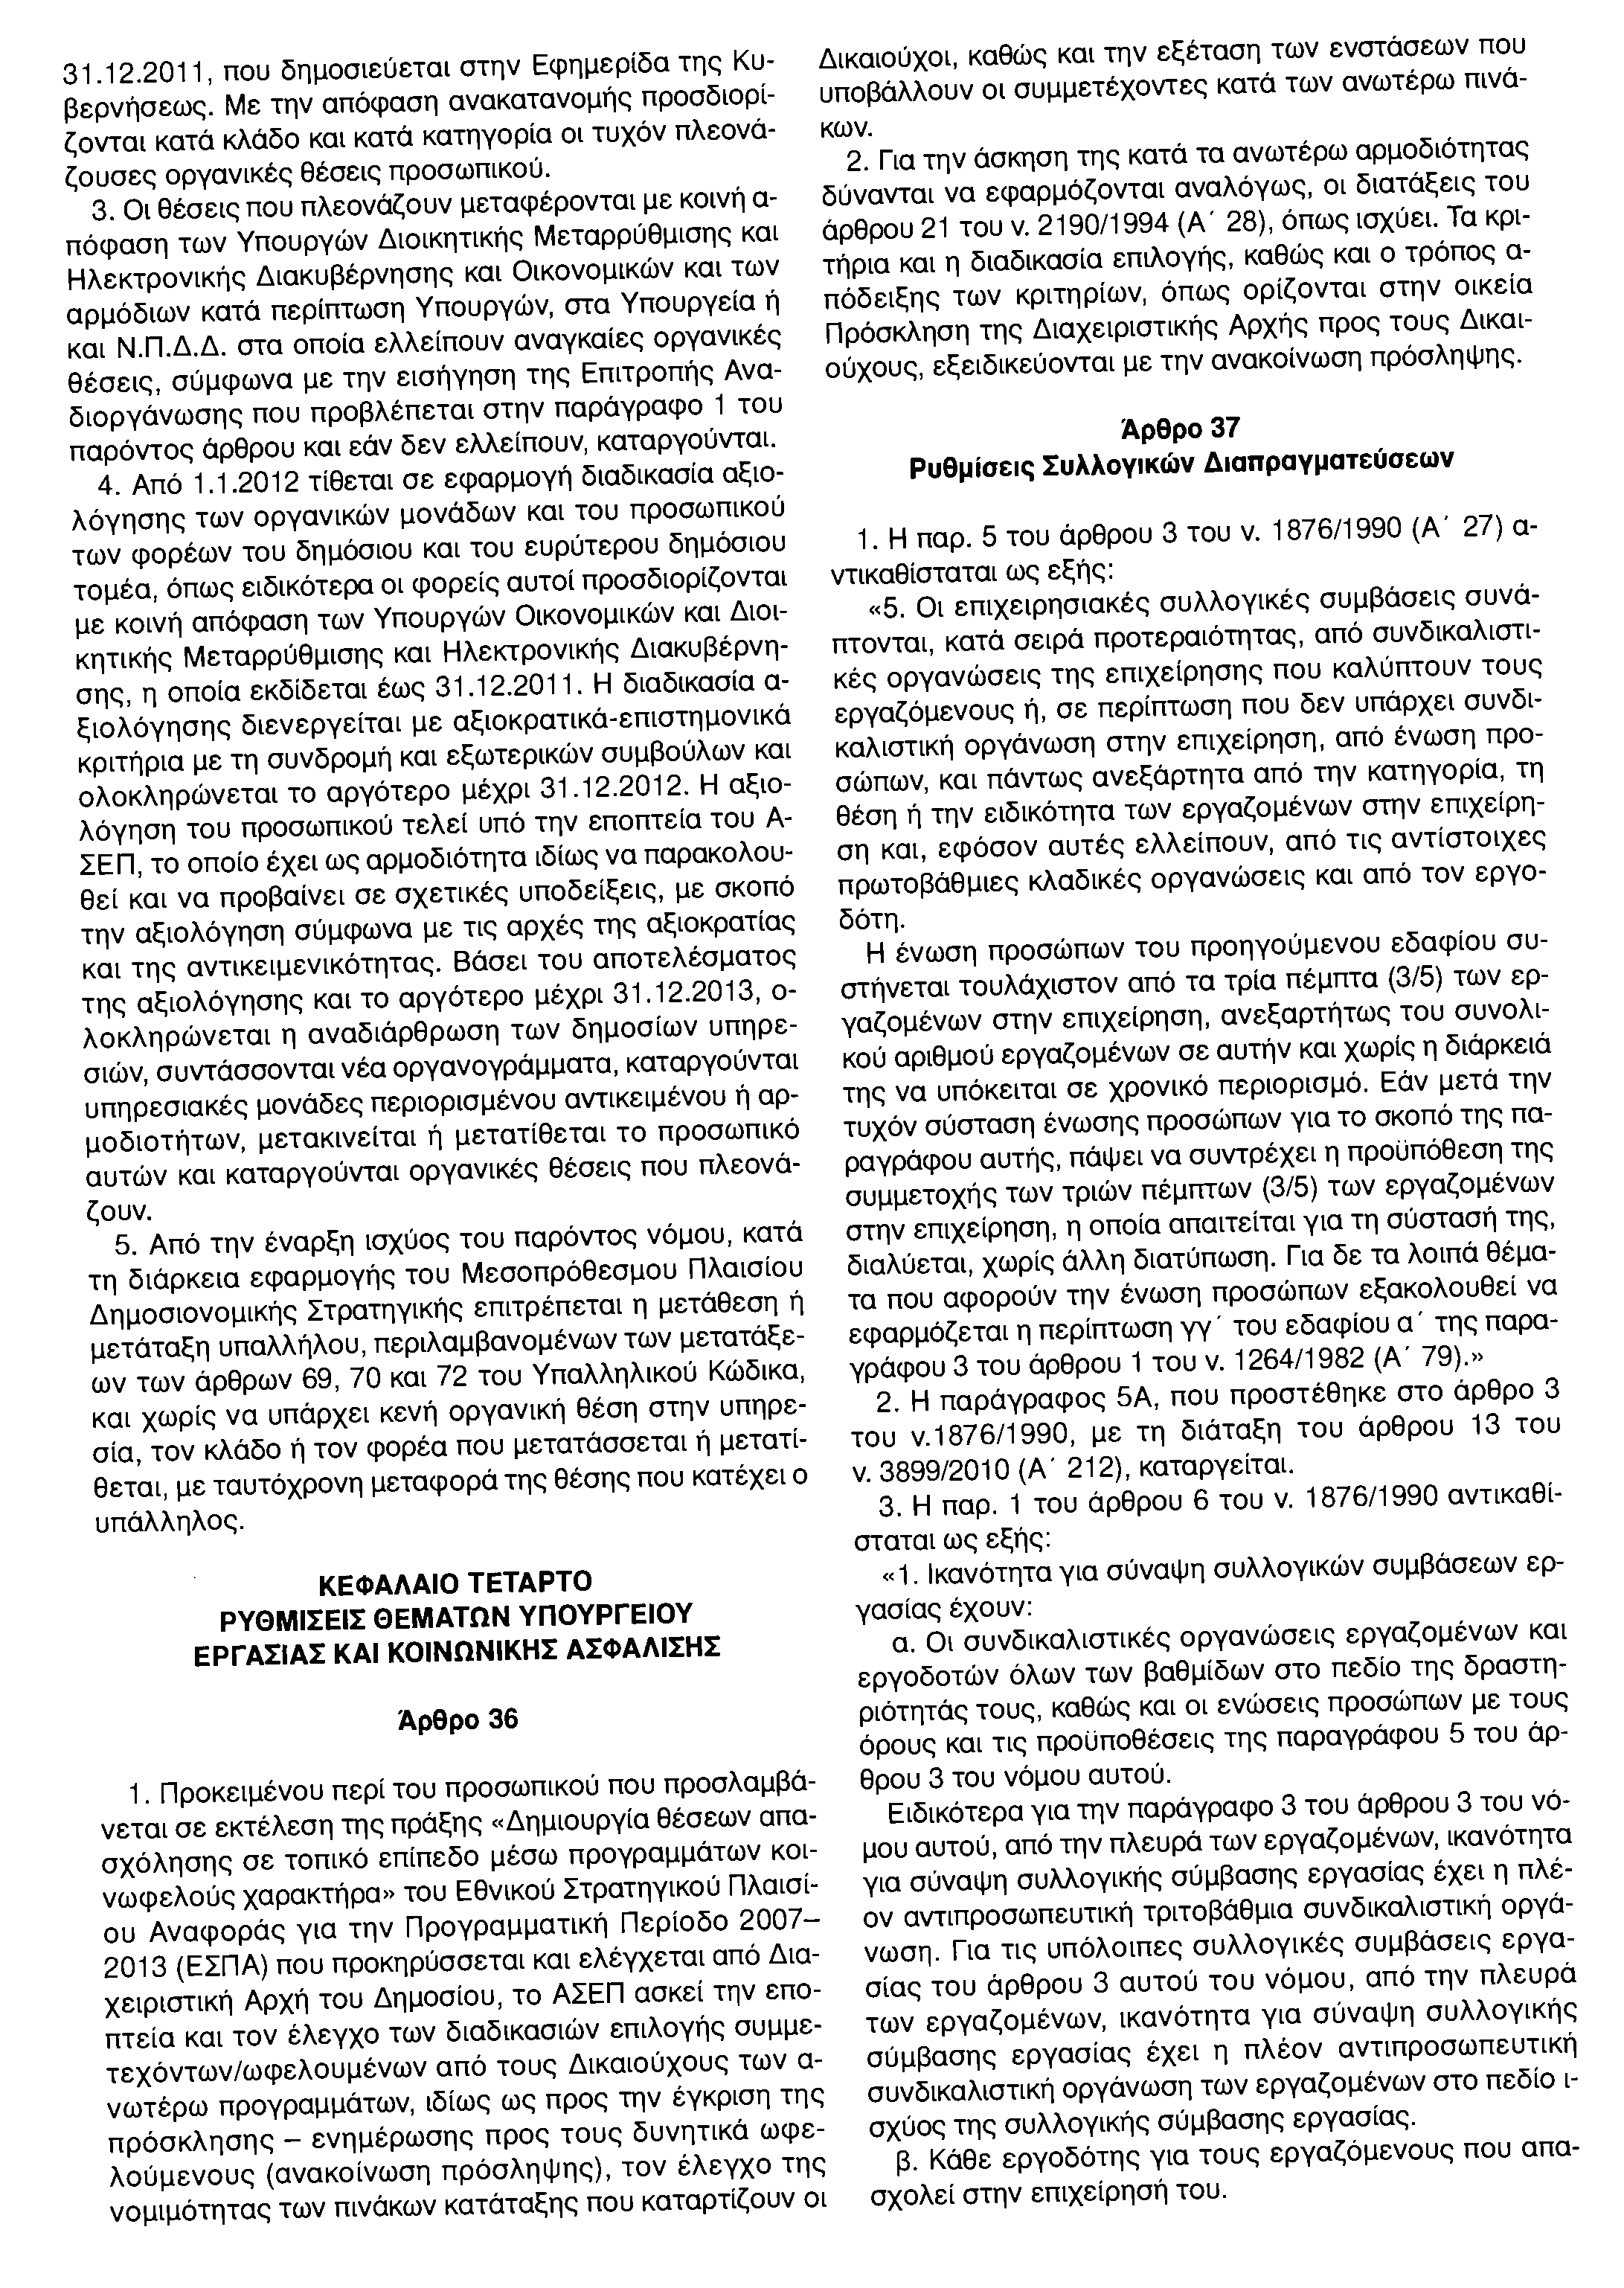 31.12.2011, που δημοσιεύεται στην Εφημερίδα της Κυ-
βερνήσεως. Με την απόφαση ανακατανομής προσδιορί-
ζονται κατά κλάδο και κατά κατηγορία οι τυχόν πλεονά-
ζουσες οργανικές θέσεις προσωπικού.
3. Οι θέσεις που πλεονάζουν μεταφέρονται με κοινή α-
πόφαση των Υπουργών Διοικητικής Μεταρρύθμισης και
Ηλεκτρονικής Διακυβέρνησης και Οικονομικών και των
αρμόδιων κατά περίπτωση Υπουργών, στα Υπουργεία ή
και Ν.Π.Δ.Δ. στα οποία ελλείπουν αναγκαίες οργανικές
θέσεις, σύμφωνα με την εισήγηση της Επιτροπής Ανα-
διοργάνωσης που προβλέπεται στην παράγραφο 1 του
παρόντος άρθρου και εάν δεν ελλείπουν, καταργούνται.
4. Από 1.1.2012 τίθεται σε εφαρμογή διαδικασία αξιο-
λόγησης των οργανικών μονάδων και του προσωπικού
των φορέων του δημόσιου και του ευρύτερου δημόσιου
τομέα, όπως ειδικότερα οι φορείς αυτοί προσδιορίζονται
με κοινή απόφαση των Υπουργών Οικονομικών και Διοι-
κητικής Μεταρρύθμισης και Ηλεκτρονικής Διακυβέρνη-
σης, η οποία εκδίδεται έως 31.12.2011. Η διαδικασία α-
ξιολόγησης διενεργείται με αξιοκρατικά-επιστημονικά
κριτήρια με τη συνδρομή και εξωτερικών συμβούλων και
ολοκληρώνεται το αργότερο μέχρι 31.12.2012. Η αξιο-
λόγηση του προσωπικού τελεί υπό την εποπτεία του Α-
ΣΕΠ, το οποίο έχει ως αρμοδιότητα ιδίως να παρακολου-
θεί και να προβαίνει σε σχετικές υποδείξεις, με σκοπό
την αξιολόγηση σύμφωνα με τις αρχές της αξιοκρατίας
και της αντικειμενικότητας. Βάσει του αποτελέσματος
της αξιολόγησης και το αργότερο μέχρι 31.12.2013, ο-
λοκληρώνεται η αναδιάρθρωση των δημοσίων υπηρε-
σιών, συντάσσονται νέα οργανογράμματα, καταργούνται
υπηρεσιακές μονάδες περιορισμένου αντικειμένου ή αρ-
μοδιοτήτων, μετακινείται ή μετατίθεται το προσωπικό
αυτών και καταργούνται οργανικές θέσεις που πλεονά-
ζουν.
5. Από την έναρξη ισχύος του παρόντος νόμου, κατά
τη διάρκεια εφαρμογής του Μεσοπρόθεσμου Πλαισίου
Δημοσιονομικής Στρατηγικής επιτρέπεται η μετάθεση ή
μετάταξη υπαλλήλου, περιλαμβανομένων των μετατάξε-
ων των άρθρων 69, 70 και 72 του Υπαλληλικού Κώδικα,
και χωρίς να υπάρχει κενή οργανική θέση στην υπηρε-
σία, τον κλάδο ή τον φορέα που μετατάσσεται ή μετατί-
θεται, με ταυτόχρονη μεταφορά της θέσης που κατέχει ο
υπάλληλος.
ΚΕΦΑΛΑΙΟ ΤΕΤΑΡΤΟ
ΡΥΘΜΙΣΕΙΣ ΘΕΜΑΤΩΝ ΥΠΟΥΡΓΕΙΟΥ
ΕΡΓΑΣΙΑΣ ΚΑΙ ΚΟΙΝΩΝΙΚΗΣ ΑΣΦΑΛΙΣΗΣ
Άρθρο 36
1. Προκειμένου περί του προσωπικού που προσλαμβά-
νεται σε εκτέλεση της πράξης «Δημιουργία θέσεων απα-
σχόλησης σε τοπικό επίπεδο μέσω προγραμμάτων κοι-
νωφελούς χαρακτήρα» του Εθνικού Στρατηγικού Πλαισί-
ου Αναφοράς για την Προγραμματική Περίοδο 2007–
2013 (ΕΣΠΑ) που προκηρύσσεται και ελέγχεται από Δια-
χειριστική Αρχή του Δημοσίου, το ΑΣΕΠ ασκεί την επο-
πτεία και τον έλεγχο των διαδικασιών επιλογής συμμε-
τεχόντων/ωφελουμένων από τους Δικαιούχους των α-
νωτέρω προγραμμάτων, ιδίως ως προς την έγκριση της
πρόσκλησης – ενημέρωσης προς τους δυνητικά ωφε-
λούμενους (ανακοίνωση πρόσληψης), τον έλεγχο της
νομιμότητας των πινάκων κατάταξης που καταρτίζουν οι
Δικαιούχοι, καθώς και την εξέταση των ενστάσεων που
υποβάλλουν οι συμμετέχοντες κατά των ανωτέρω πινά-
κων.
2. Για την άσκηση της κατά τα ανωτέρω αρμοδιότητας
δύνανται να εφαρμόζονται αναλόγως, οι διατάξεις του
άρθρου 21 του ν. 2190/1994 (Α΄ 28), όπως ισχύει. Τα κρι-
τήρια και η διαδικασία επιλογής, καθώς και ο τρόπος α-
πόδειξης των κριτηρίων, όπως ορίζονται στην οικεία
Πρόσκληση της Διαχειριστικής Αρχής προς τους Δικαι-
ούχους, εξειδικεύονται με την ανακοίνωση πρόσληψης.
Άρθρο 37
Ρυθμίσεις Συλλογικών Διαπραγματεύσεων
1. Η παρ. 5 του άρθρου 3 του ν. 1876/1990 (Α΄ 27) α-
ντικαθίσταται ως εξής:
«5. Οι επιχειρησιακές συλλογικές συμβάσεις συνά-
πτονται, κατά σειρά προτεραιότητας, από συνδικαλιστι-
κές οργανώσεις της επιχείρησης που καλύπτουν τους
εργαζόμενους ή, σε περίπτωση που δεν υπάρχει συνδι-
καλιστική οργάνωση στην επιχείρηση, από ένωση προ-
σώπων, και πάντως ανεξάρτητα από την κατηγορία, τη
θέση ή την ειδικότητα των εργαζομένων στην επιχείρη-
ση και, εφόσον αυτές ελλείπουν, από τις αντίστοιχες
πρωτοβάθμιες κλαδικές οργανώσεις και από τον εργο-
δότη.
Η ένωση προσώπων του προηγούμενου εδαφίου συ-
στήνεται τουλάχιστον από τα τρία πέμπτα (3/5) των ερ-
γαζομένων στην επιχείρηση, ανεξαρτήτως του συνολι-
κού αριθμού εργαζομένων σε αυτήν και χωρίς η διάρκειά
της να υπόκειται σε χρονικό περιορισμό. Εάν μετά την
τυχόν σύσταση ένωσης προσώπων για το σκοπό της πα-
ραγράφου αυτής, πάψει να συντρέχει η προϋπόθεση της
συμμετοχής των τριών πέμπτων (3/5) των εργαζομένων
στην επιχείρηση, η οποία απαιτείται για τη σύστασή της,
διαλύεται, χωρίς άλλη διατύπωση. Για δε τα λοιπά θέμα-
τα που αφορούν την ένωση προσώπων εξακολουθεί να
εφαρμόζεται η περίπτωση γγ΄ του εδαφίου α΄ της παρα-
γράφου 3 του άρθρου 1 του ν. 1264/1982 (Α΄ 79).»
2. Η παράγραφος 5Α, που προστέθηκε στο άρθρο 3
του ν.1876/1990, με τη διάταξη του άρθρου 13 του
ν. 3899/2010 (Α΄ 212), καταργείται.
3. Η παρ. 1 του άρθρου 6 του ν. 1876/1990 αντικαθί-
σταται ως εξής:
«1. Ικανότητα για σύναψη συλλογικών συμβάσεων ερ-
γασίας έχουν:
α. Οι συνδικαλιστικές οργανώσεις εργαζομένων και
εργοδοτών όλων των βαθμίδων στο πεδίο της δραστη-
ριότητάς τους, καθώς και οι ενώσεις προσώπων με τους
όρους και τις προϋποθέσεις της παραγράφου 5 του άρ-
θρου 3 του νόμου αυτού.
Ειδικότερα για την παράγραφο 3 του άρθρου 3 του νό-
μου αυτού, από την πλευρά των εργαζομένων, ικανότητα
για σύναψη συλλογικής σύμβασης εργασίας έχει η πλέ-
ον αντιπροσωπευτική τριτοβάθμια συνδικαλιστική οργά-
νωση. Για τις υπόλοιπες συλλογικές συμβάσεις εργα-
σίας του άρθρου 3 αυτού του νόμου, από την πλευρά
των εργαζομένων, ικανότητα για σύναψη συλλογικής
σύμβασης εργασίας έχει η πλέον αντιπροσωπευτική
συνδικαλιστική οργάνωση των εργαζομένων στο πεδίο ι-
σχύος της συλλογικής σύμβασης εργασίας.
β. Κάθε εργοδότης για τους εργαζόμενους που απα-
σχολεί στην επιχείρησή του.